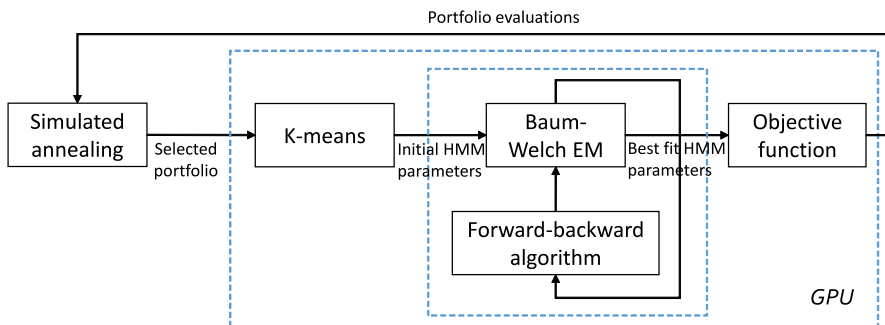 Portfolio evaluations
Simulated
annealing
Selected
portfolio
K-means
Initial HMM
parameters
Baum-
Welch EM
Best fit HMM
parameters
Objective
function
Forward-backward
algorithm
GPU